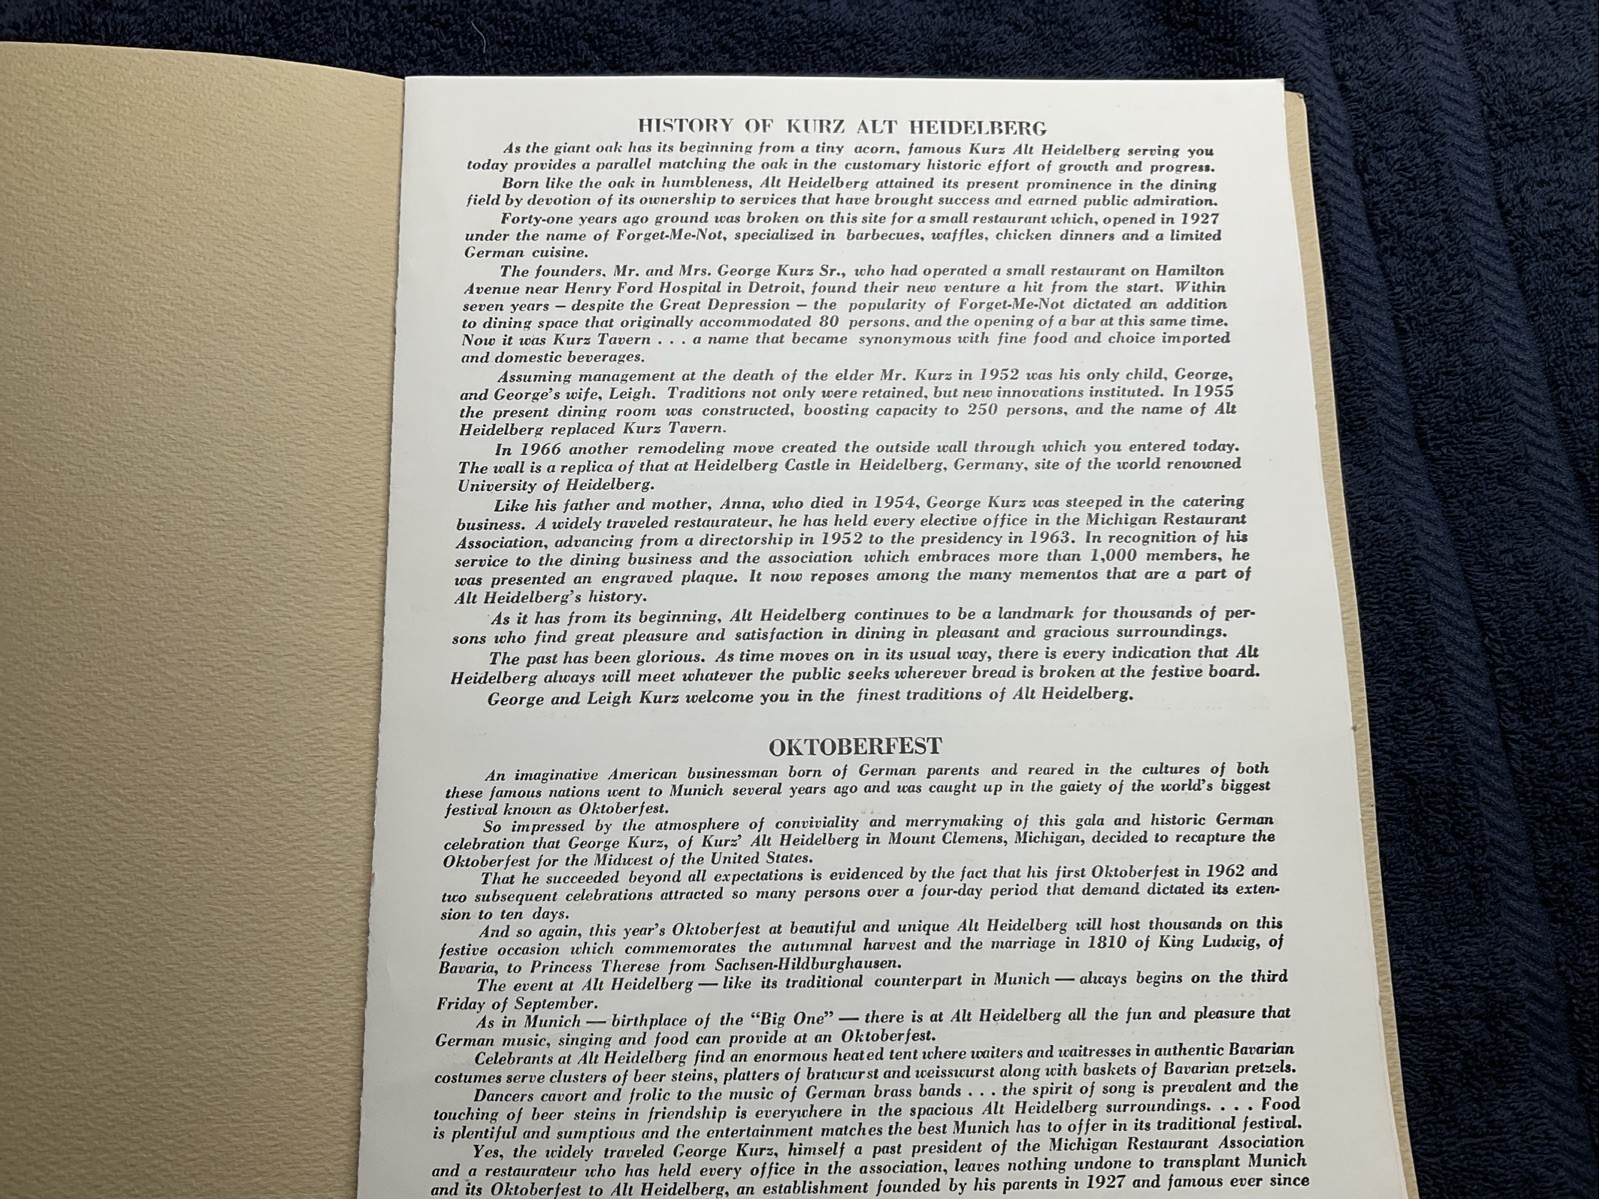 HISTORY OF KURZ ALT HEIDELBERG
As the giant oak has its beginning from a tiny acorn, famous Kurz Alt Heidelberg serving you
today provides a parallel matching the oak in the customary historic effort of growth and progress.
Born like the oak in humbleness, Alt Heidelberg attained its present prominence in the dining
field by devotion of its ownership to services that have brought success and earned public admiration.
Forty-one years ago ground was broken on this site for a small restaurant which, opened in 1927
under the name of Forget-Me-Not, specialized in barbecues, waffles, chicken dinners and a limited
German cuisine.
The founders, Mr. and Mrs. George Kurz Sr., who had operated a small restaurant on Hamilton
Avenue near Henry Ford Hospital in Detroit, found their new venture a hit from the start. Within
seven years — despite the Great Depression — the popularity of Forget-Me-Not dictated an addition
to dining space that originally accommodated 80 persons, and the opening of a bar at this same time.
Now it was Kurz Tavern . . . a name that became synonymous with fine food and choice imported
and domestic beverages.
Assuming management at the death of the elder Mr. Kurz in 1952 was his only child, George,
and George's wife, Leigh. Traditions not only were retained, but new innovations instituted. In 1955
the present dining room was constructed, boosting capacity to 250 persons, and the name of Alt
Heidelberg replaced Kurz Tavern.
In 1966 another remodeling move created the outside wall through which you entered today.
The wall is a replica of that at Heidelberg Castle in Heidelberg, Germany, site of the world renowned
University of Heidelberg.
Like his father and mother, Anna, who died in 1954, George Kurz was steeped in the catering
business. A widely traveled restaurateur, he has held every elective office in the Michigan Restaurant
Association, advancing from a directorship in 1952 to the presidency in 1963. In recognition of his
service to the dining business and the association which embraces more than 1,000 members, he
was presented an engraved plaque. It now reposes among the many mementos that are a part of
Alt Heidelberg's history.
As it has from its beginning, Alt Heidelberg continues to be a landmark for thousands of per-
sons who find great pleasure and satisfaction in dining in pleasant and gracious surroundings.
The past has been glorious. As time moves on in its usual way, there is every indication that Alt
Heidelberg always will meet whatever the public seeks wherever bread is broken at the festive board.
George and Leigh Kurz welcome you in the finest traditions of Alt Heidelberg.
OKTOBERFEST
An imaginative American businessman born of German parents and reared in the cultures of both
these famous nations went to Munich several years ago and was caught up in the gaiety of the world's biggest
festival known as Oktoberfest.
So impressed by the atmosphere of conviviality and merrymaking of this gala and historic German
celebration that George Kurz, of Kurz' Alt Heidelberg in Mount Clemens, Michigan, decided to recapture the
Oktoberfest for the Midwest of the United States.
That he succeeded beyond all expectations is evidenced by the fact that his first Oktoberfest in 1962 and
two subsequent celebrations attracted so many persons over a four-day period that demand dictated its exten-
sion to ten days.
And so again, this year's Oktoberfest at beautiful and unique Alt Heidelberg will host thousands on this
festive occasion which commemorates the autumnal harvest and the marriage in 1810 of King Ludwig, of
Bavaria, to Princess Therese from Sachsen-Hildburghausen.
The event at Alt Heidelberg — like its traditional counterpart in Munich — always begins on the third
Friday of September.
As in Munich — birthplace of the "Big One" — there is at Alt Heidelberg all the fun and pleasure that
German music, singing and food can provide at an Oktoberfest.
Celebrants at Alt Heidelberg find an enormous heated tent where waiters and waitresses in authentic Bavarian
costumes serve clusters of beer steins, platters of bratwurst and weisswurst along with baskets of Bavarian pretzels.
Dancers cavort and frolic to the music of German brass bands . . . the spirit of song is prevalent and the
touching of beer steins in friendship is everywhere in the spacious Alt Heidelberg surroundings. . . . Food
is plentiful and sumptious and the entertainment matches the best Munich has to offer in its traditional festival.
Yes, the widely traveled George Kurz, himself a past president of the Michigan Restaurant Association
and a restaurateur who has held every office in the association, leaves nothing undone to transplant Munich
and its Oktoberfest to Alt Heidelberg, an establishment founded by his parents in 1927 and famous ever since